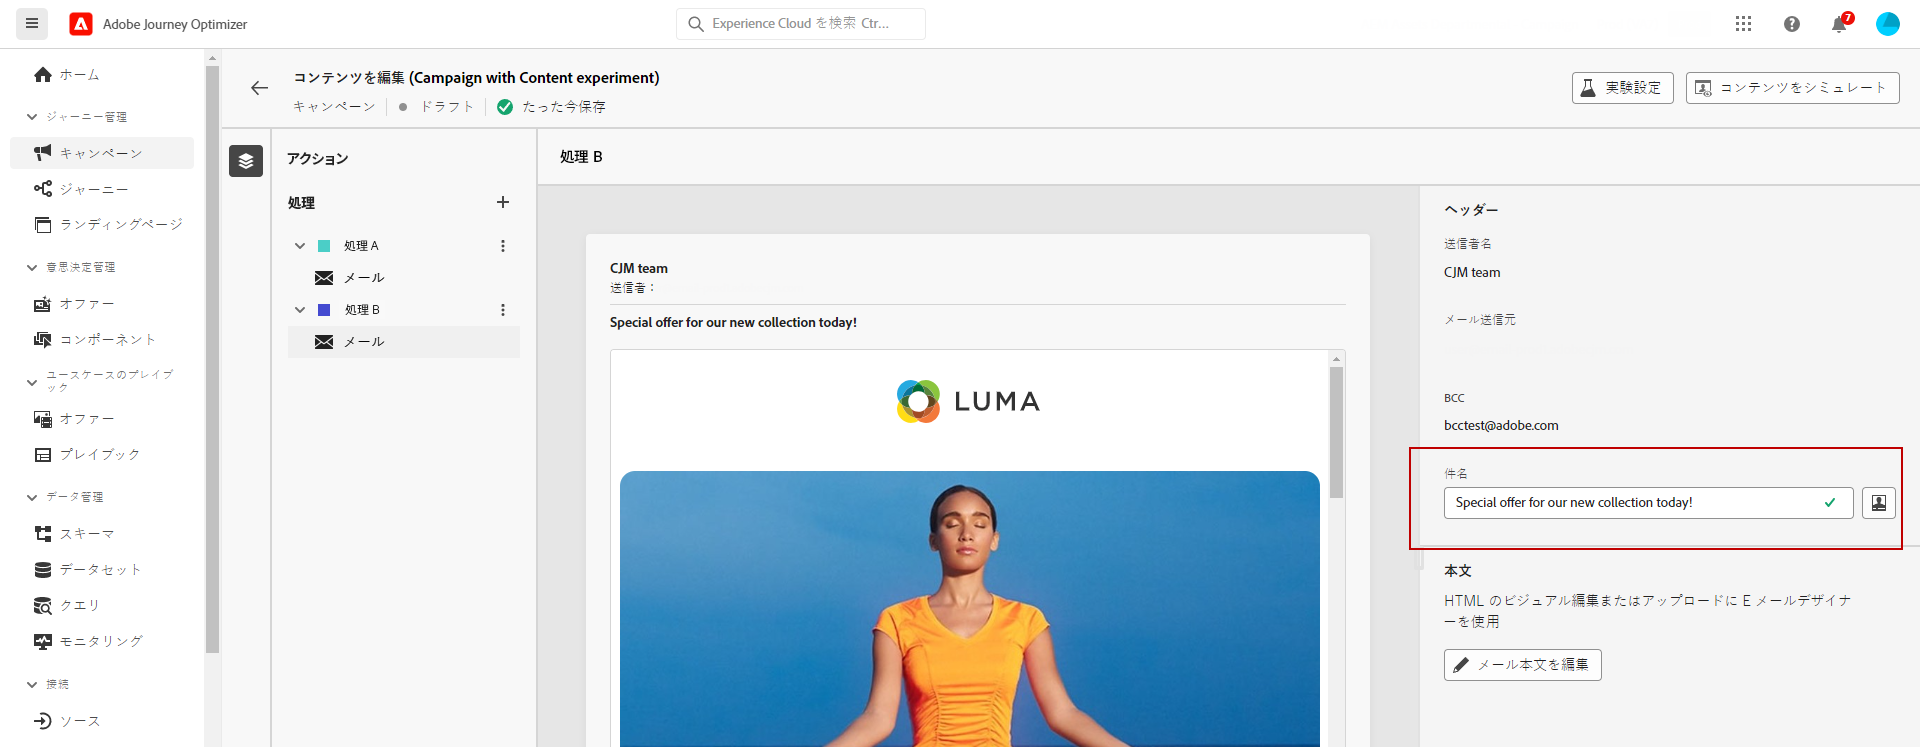 Adobe Journey Optimizer
Experience Cloud を検索 Ctr...
7
ホーム
ジャーニー管理
キャンペーン
ジャーニー
ランディングページ
意思決定管理
オファー
コンポーネント
ユースケースのプレイブ
ック
オファー
プレイブック
データ管理
スキーマ
データセット
クエリ
モニタリング
接続
ソース
コンテンツを編集 (Campaign with Content experiment)
キャンペーン
ドラフト
たった今保存
実験設定
コンテンツをシミュレート
アクション
処理
処理 A
メール
処理 B
メール
処理 B
CJM team
送信者：
Special offer for our new collection today!
LUMA
ヘッダー
送信者名
CJM team
メール送信元
BCC
bcctest@adobe.com
件名
Special offer for our new collection today!
本文
HTML のビジュアル編集またはアップロードに E メールデザイナ
ーを使用
メール本文を編集